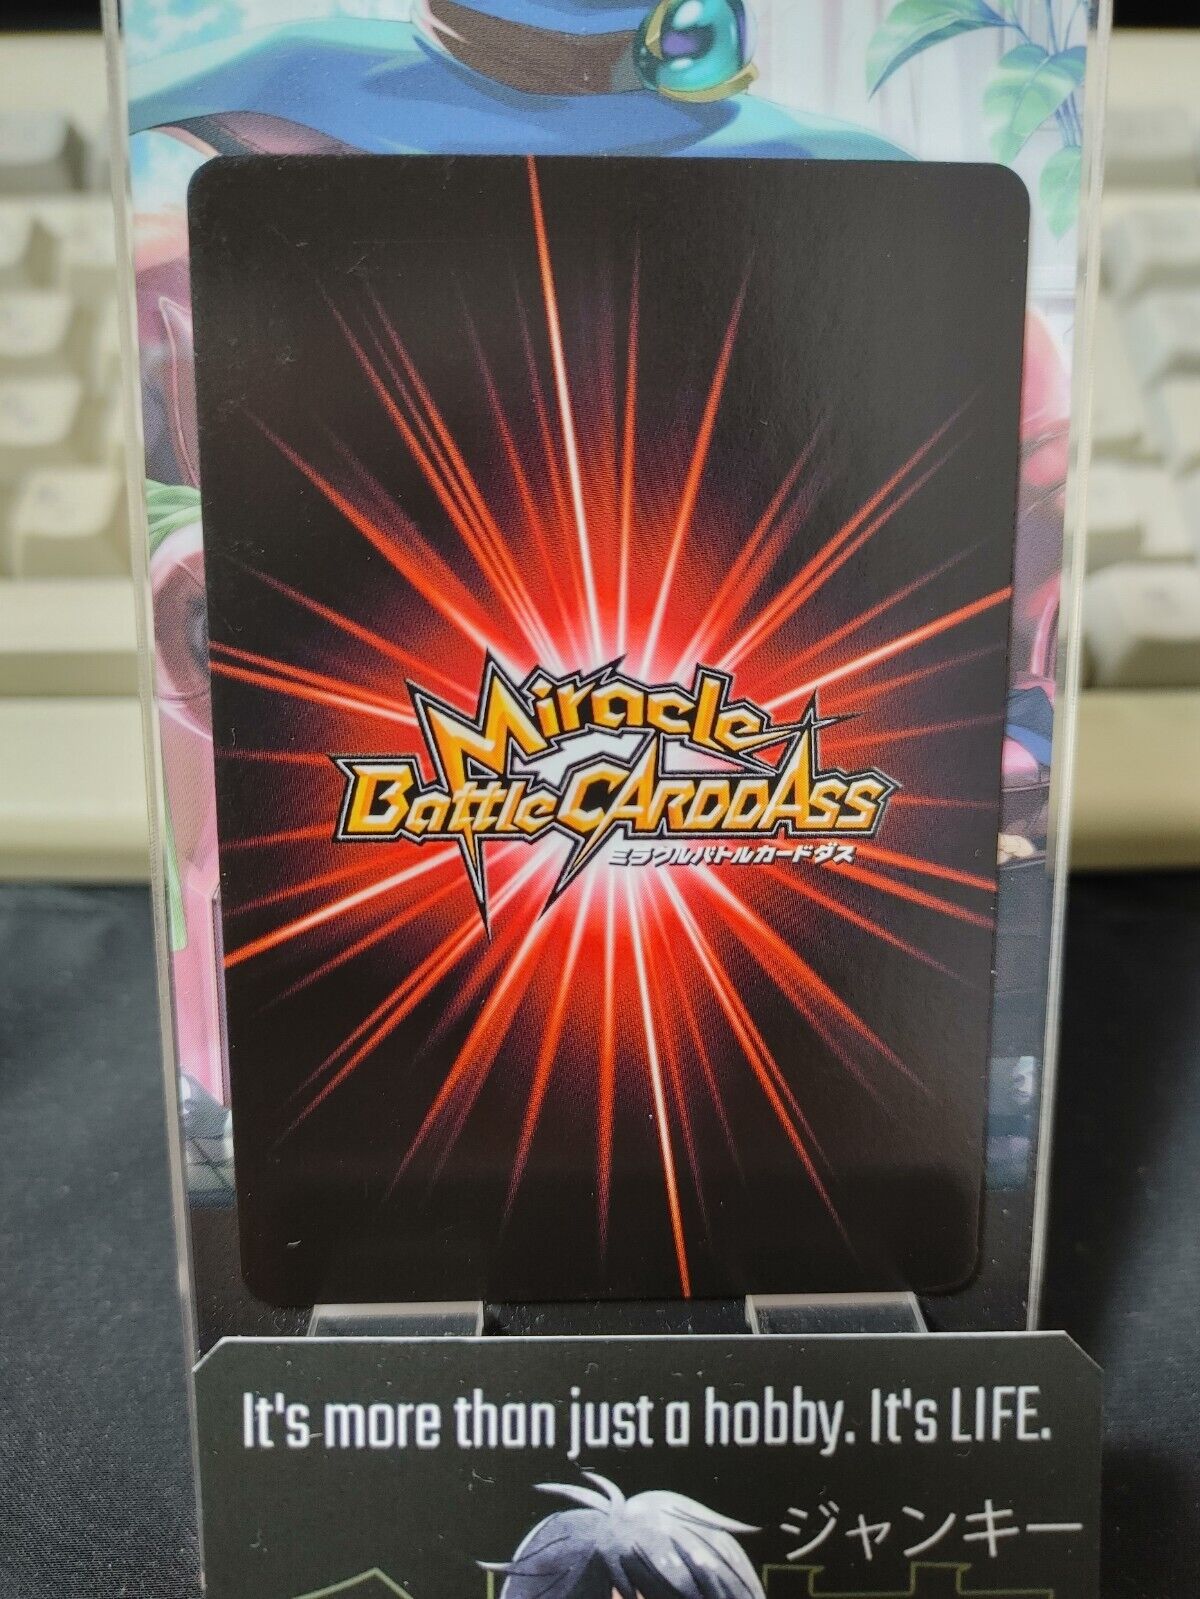 Miracle
Battle CARDDASS
ミラクルバトルカードダス
It's more than just a hobby. It's LIFE.
ジャンキー